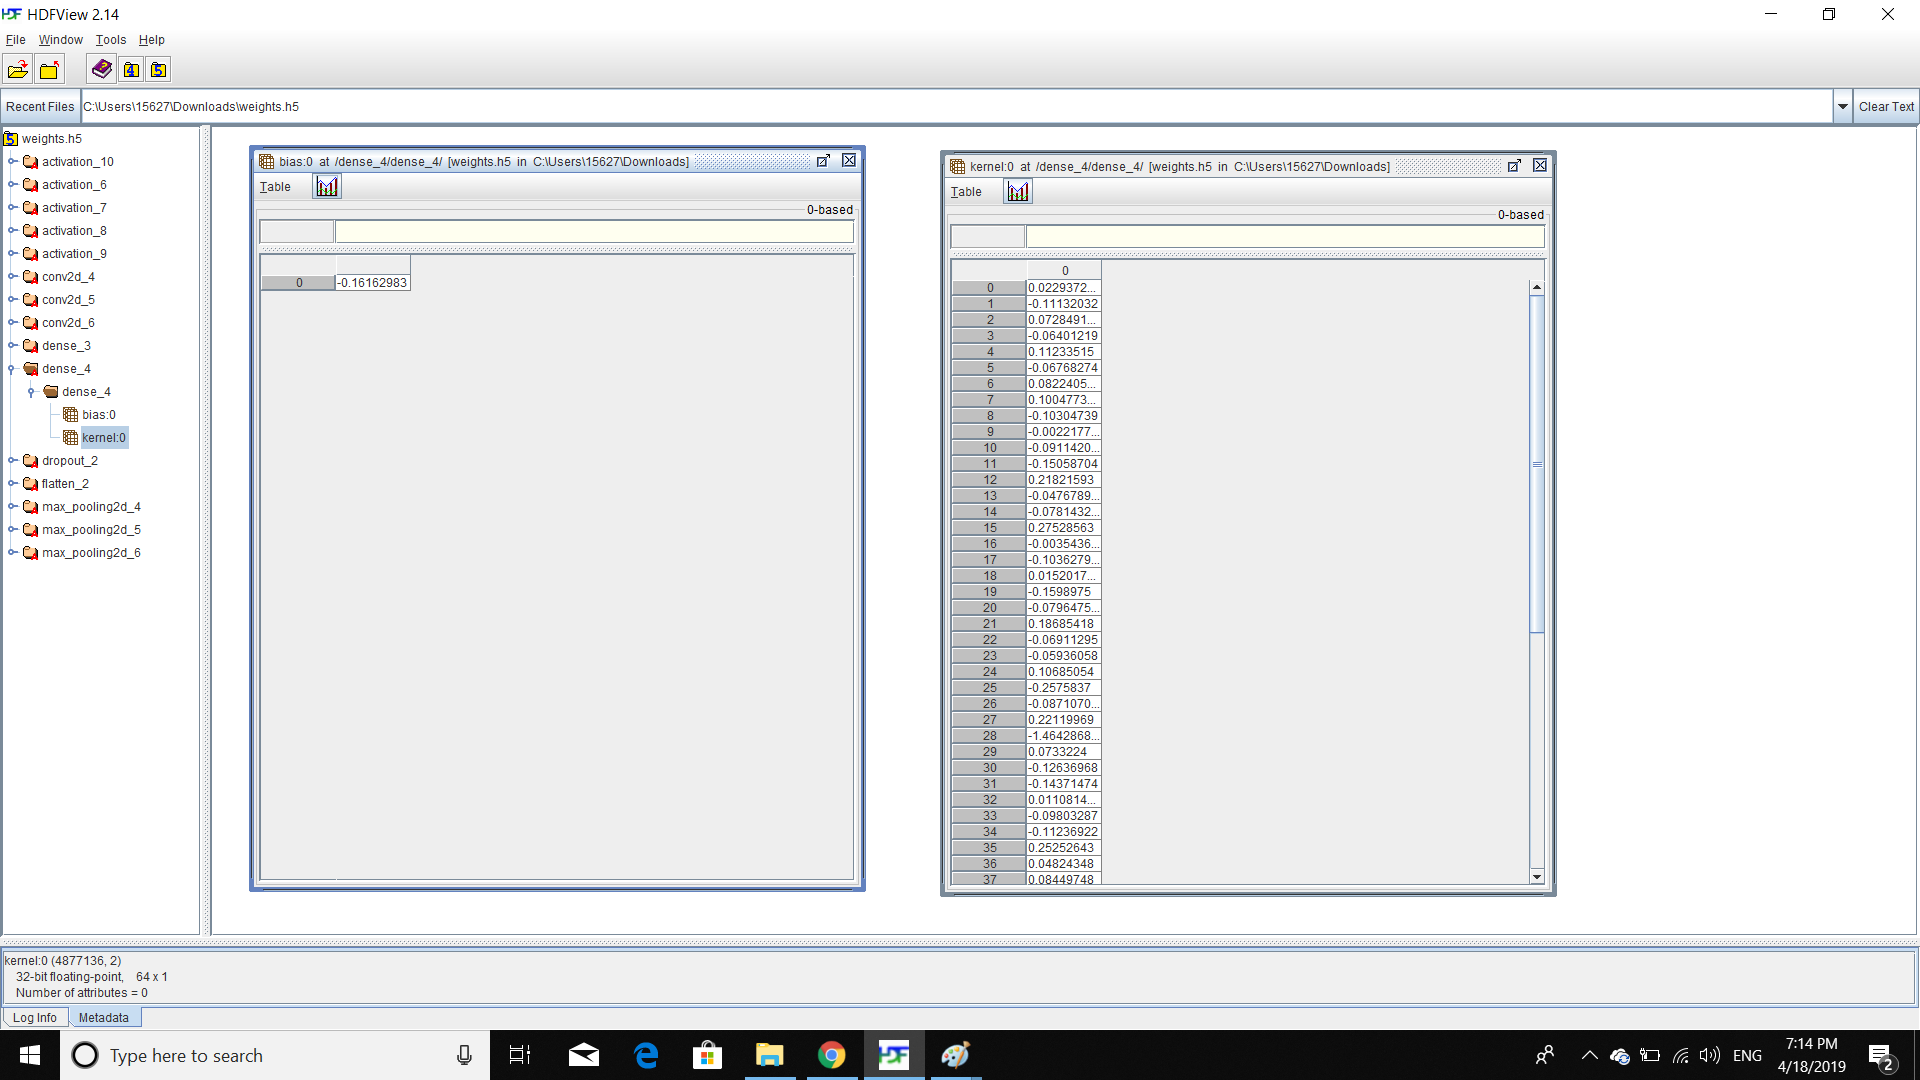 HDFView 2.14
File Window Tools Help
Recent Files C:\Users\15627\Downloads\weights.h5 Clear Text
weights.h5
activation_10
activation_6
activation_7
activation_8
activation_9
conv2d_4
conv2d_5
conv2d_6
dense_3
dense_4
dense_4
bias:0
kernel:0
dropout_2
flatten_2
max_pooling2d_4
max_pooling2d_5
max_pooling2d_6
bias:0 at /dense_4/dense_4/ [weights.h5 in C:\Users\15627\Downloads]
Table
0-based
0 -0.16162983
kernel:0 at /dense_4/dense_4/ [weights.h5 in C:\Users\15627\Downloads]
Table
0-based
0
0 0.0229372...
1 -0.11132032
2 0.0728491...
3 -0.06401219
4 0.11233515
5 -0.06768274
6 0.0822405...
7 0.1004773...
8 -0.10304739
9 -0.0022177...
10 -0.0911420...
11 -0.15058704
12 0.21821593
13 -0.0476789...
14 -0.0781432...
15 0.27528563
16 -0.0035436...
17 -0.1036279...
18 0.0152017...
19 -0.1598975
20 -0.0796475...
21 0.18685418
22 -0.06911295
23 -0.05936058
24 0.10685054
25 -0.2575837
26 -0.0871070...
27 0.22119969
28 -1.4642868...
29 0.0733224
30 -0.12636968
31 -0.14371474
32 0.0110814...
33 -0.09803287
34 -0.11236922
35 0.25252643
36 0.04824348
37 0.08449748
kernel:0 (4877136, 2)
32-bit floating-point, 64 x 1
Number of attributes = 0
Log Info Metadata
Type here to search
ENG
7:14 PM
4/18/2019
2